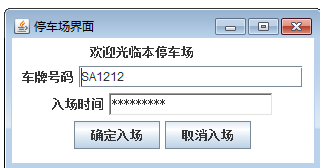 停车场界面
欢迎光临本停车场
车牌号码 SA1212
入场时间 *********
确定入场 取消入场